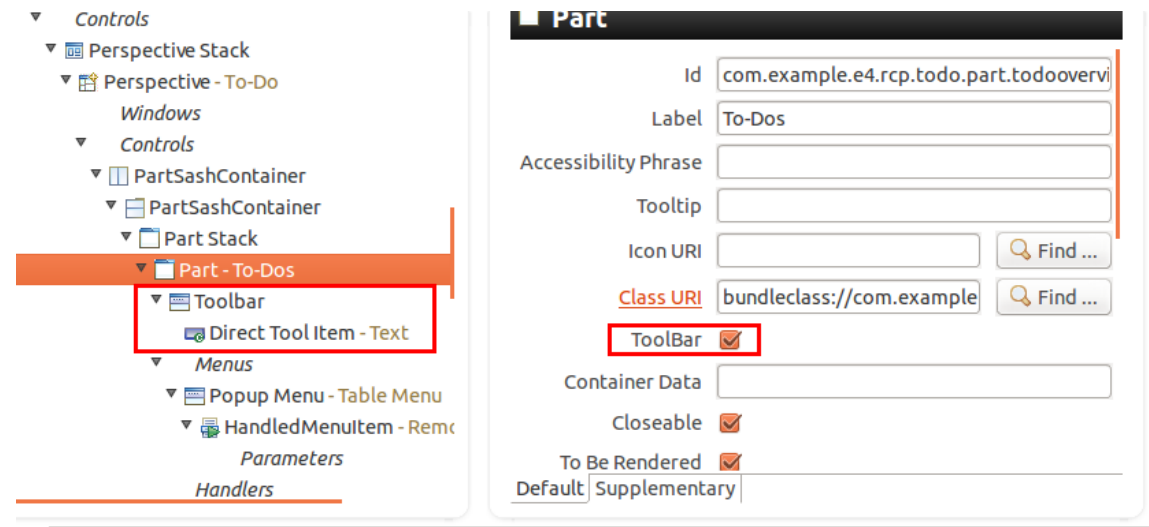 Controls
Perspective Stack
Perspective - To-Do
Windows
Controls
PartSashContainer
PartSashContainer
Part Stack
Part - To-Dos
Toolbar
Direct Tool Item - Text
Menus
Popup Menu - Table Menu
HandledMenuItem - Remo
Parameters
Handlers
Part
Id com.example.e4.rcp.todo.part.todoovervi
Label To-Dos
Accessibility Phrase
Tooltip
Icon URI Find ...
Class URI bundleclass://com.example Find ...
ToolBar
Container Data
Closeable
To Be Rendered
Default Supplementary